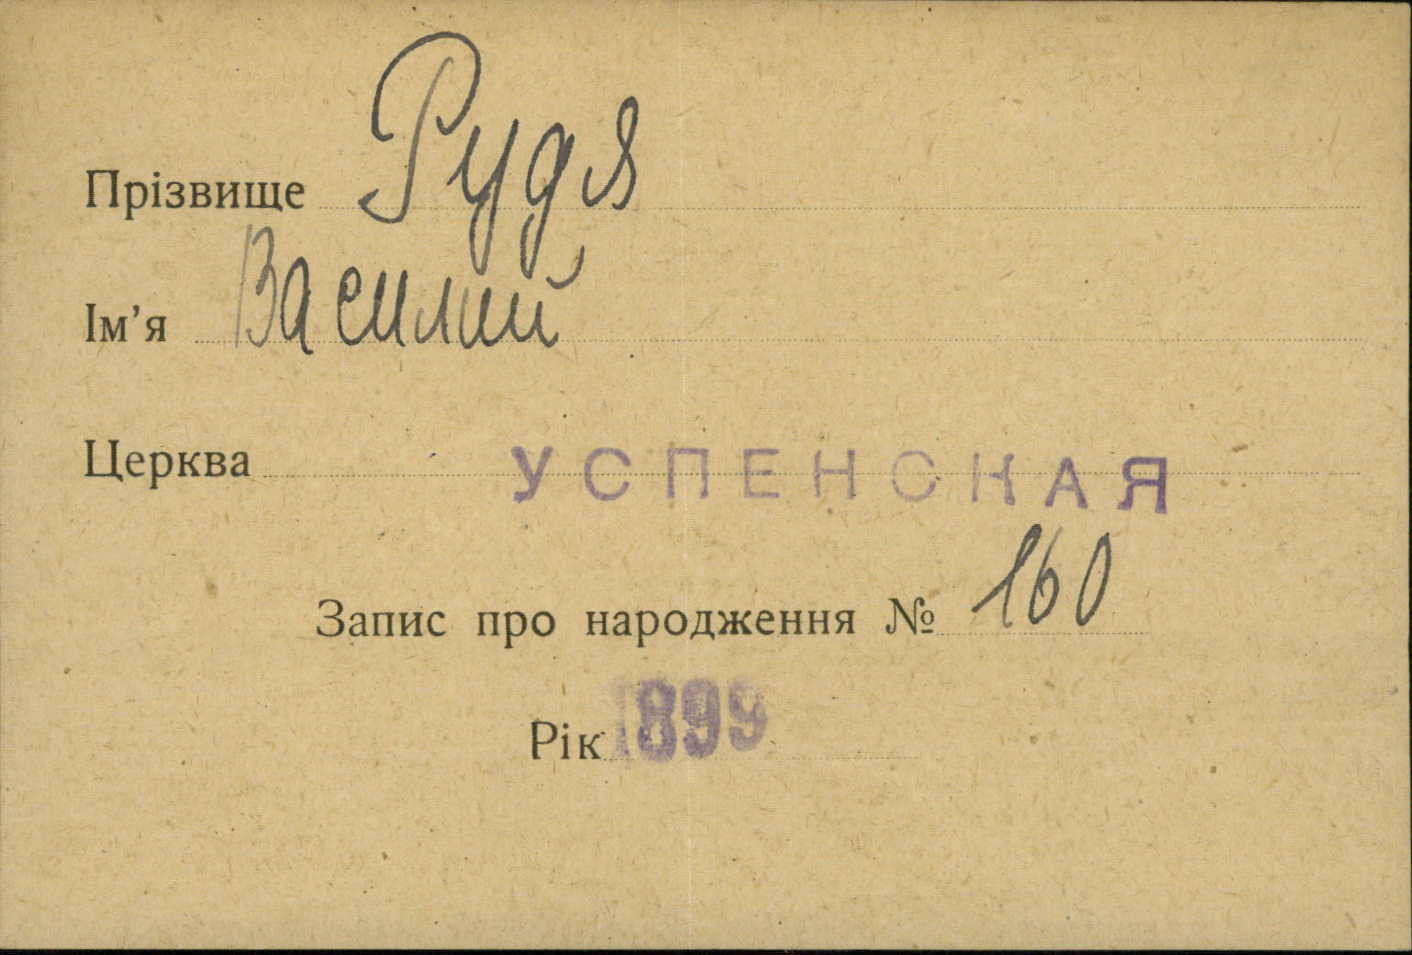 Прізвище Рудя
Ім'я Василий
Церква УСПЕНСКАЯ
Запис про народження № 160
Рік 1899